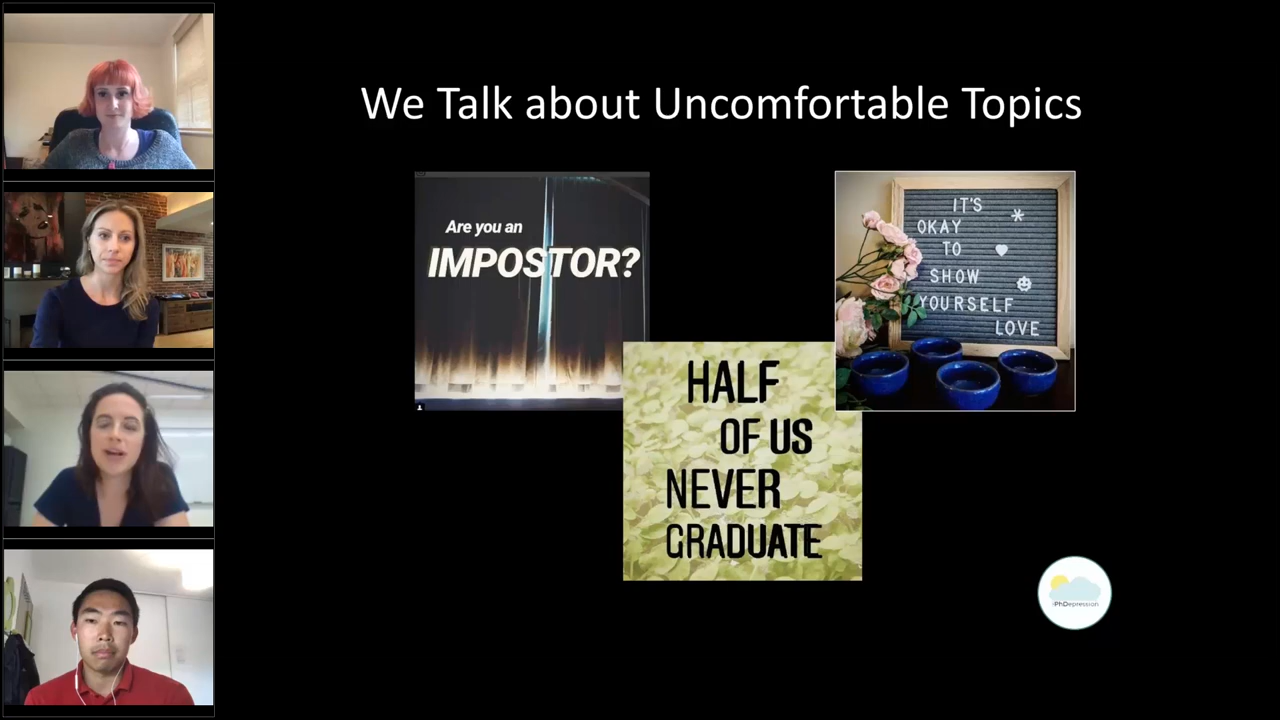 We Talk about Uncomfortable Topics
Are you an
IMPOSTOR?
IT'S
OKAY
TO
SHOW
YOURSELF
LOVE
HALF
OF US
NEVER
GRADUATE
PhDepression